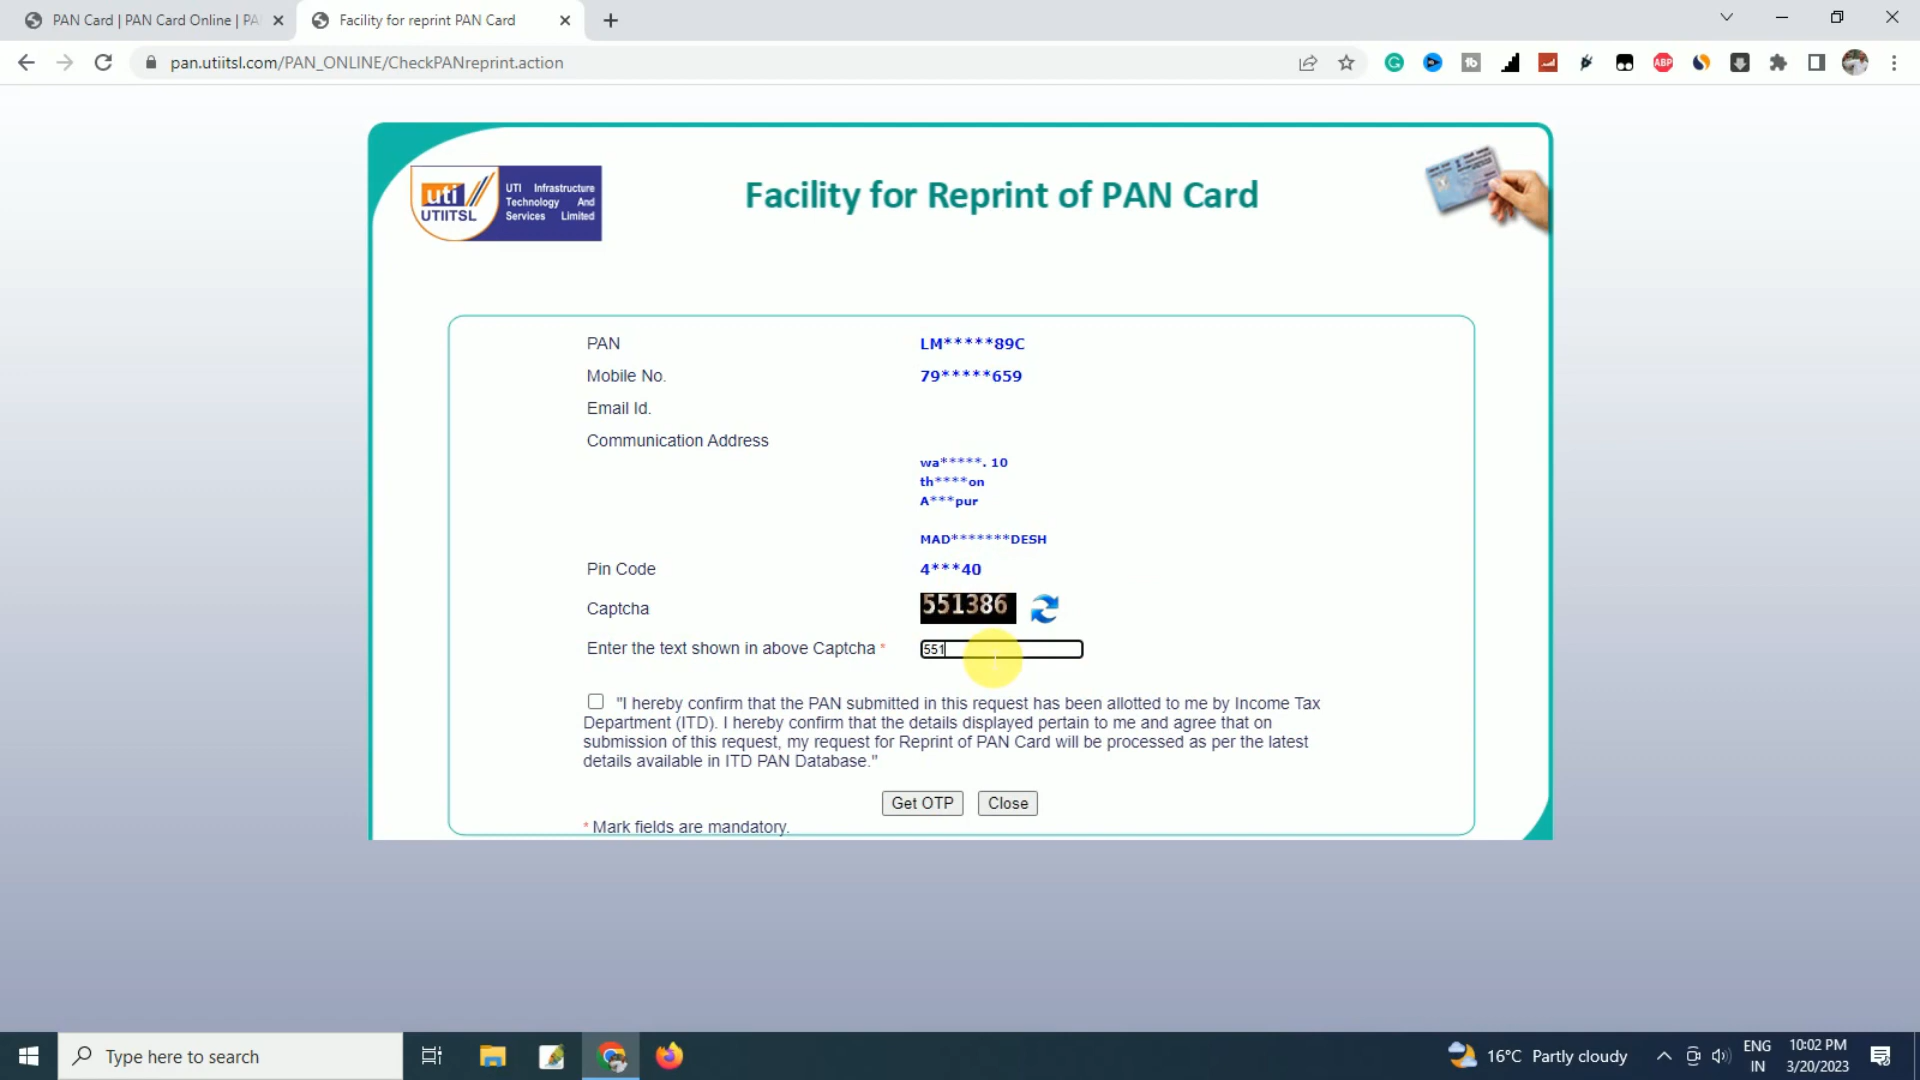 PAN Card | PAN Card Online | PA
Facility for reprint PAN Card
pan.utiitsl.com/PAN_ONLINE/CheckPANreprint.action
ABP
uti
UTIITSL
UTI Infrastructure
Technology And
Services Limited
Facility for Reprint of PAN Card
PAN LM*****89C
Mobile No. 79*****659
Email Id.
Communication Address
wa*****. 10
th****on
A***pur
MAD*******DESH
Pin Code 4***40
Captcha 551386
Enter the text shown in above Captcha * 551
"I hereby confirm that the PAN submitted in this request has been allotted to me by Income Tax
Department (ITD). I hereby confirm that the details displayed pertain to me and agree that on
submission of this request, my request for Reprint of PAN Card will be processed as per the latest
details available in ITD PAN Database."
Get OTP Close
* Mark fields are mandatory.
Type here to search
16°C Partly cloudy
ENG
IN
10:02 PM
3/20/2023